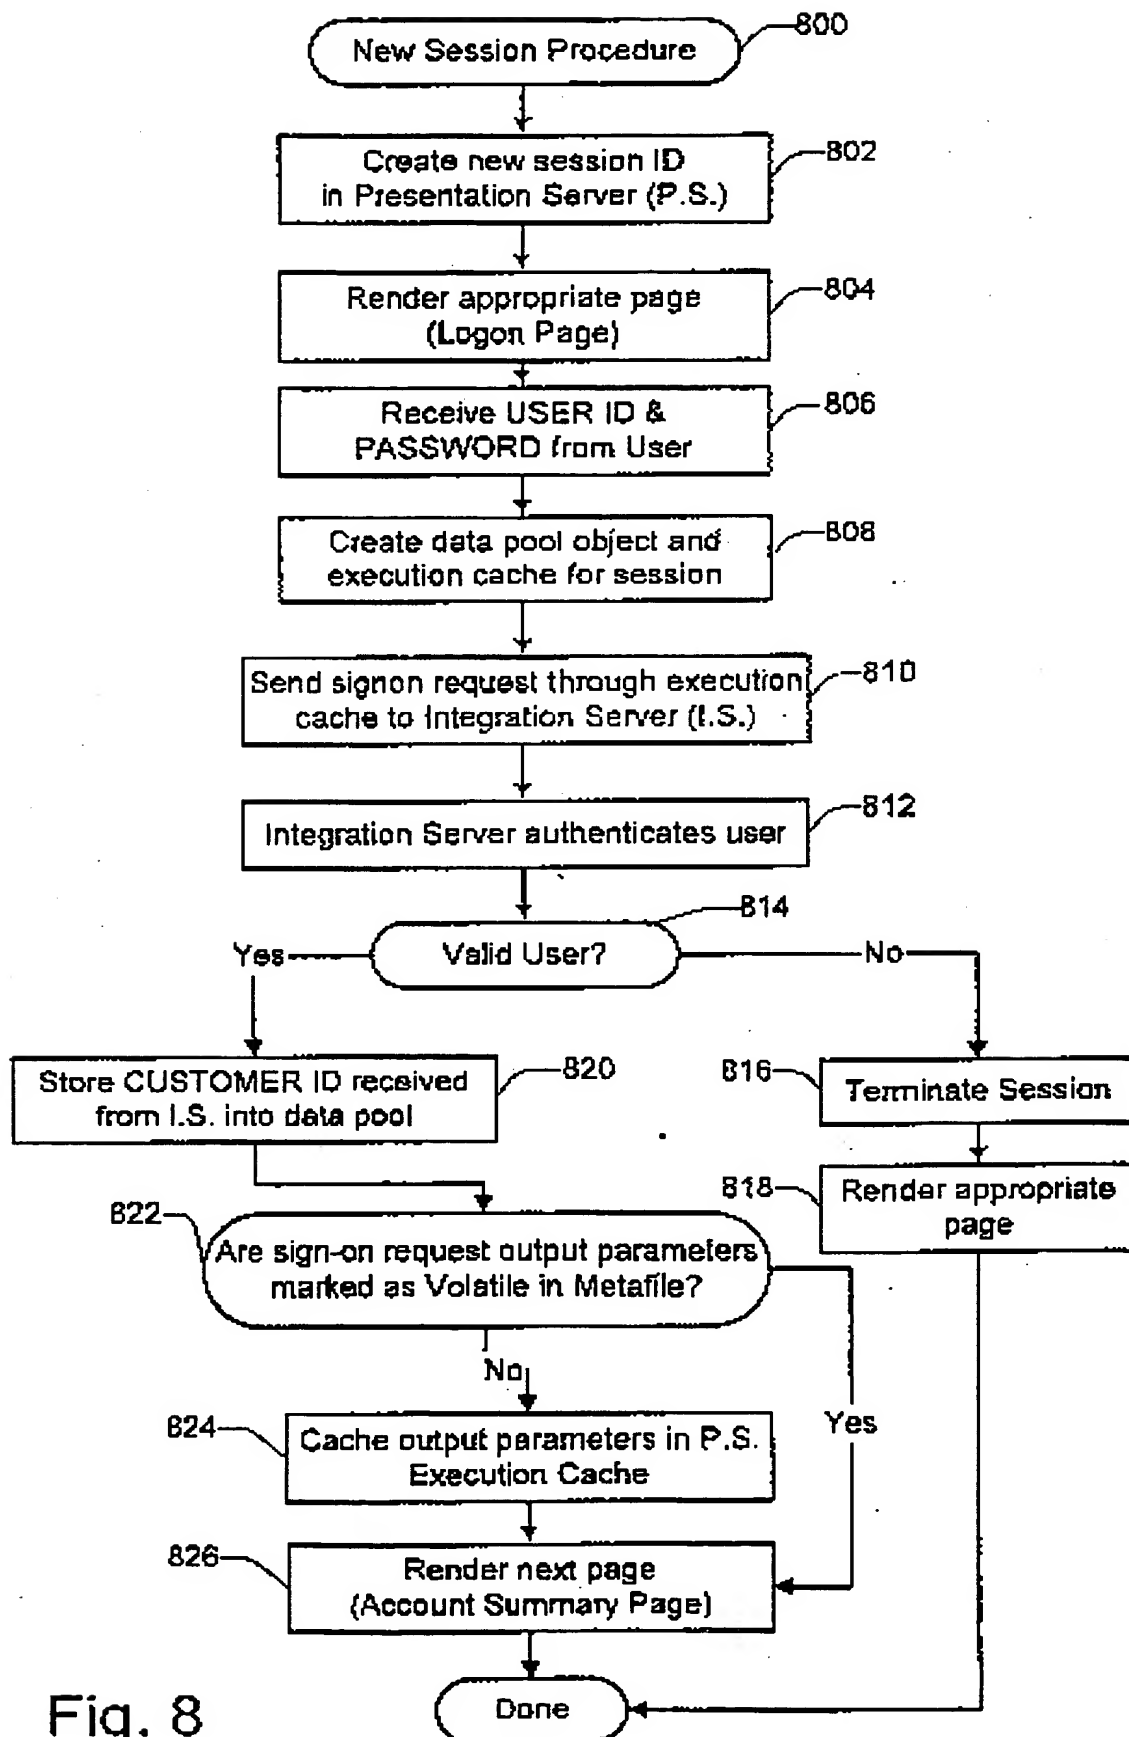 New Session Procedure
800
Create new session ID
in Presentation Server (P.S.)
802
Render appropriate page
(Logon Page)
804
Receive USER ID &
PASSWORD from User
806
Create data pool object and
execution cache for session
808
Send signon request through execution
cache to Integration Server (I.S.)
810
Integration Server authenticates user
812
814
Valid User?
Yes
No
Store CUSTOMER ID received
from I.S. into data pool
820
816
Terminate Session
818
Render appropriate
page
822
Are sign-on request output parameters
marked as Volatile in Metafile?
No
Yes
824
Cache output parameters in P.S.
Execution Cache
826
Render next page
(Account Summary Page)
Done
Fig. 8